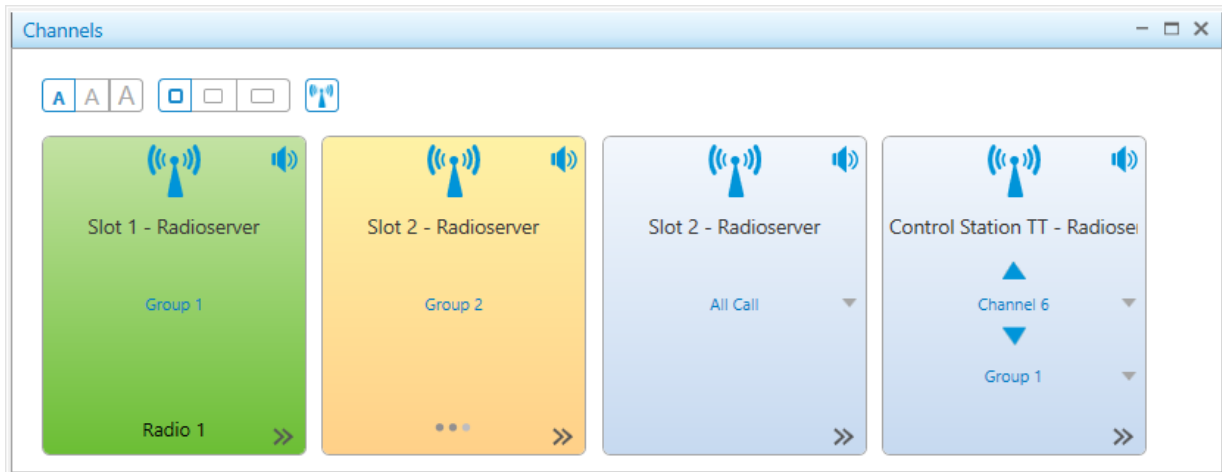 Channels
A A A
Slot 1 - Radioserver
Group 1
Radio 1
Slot 2 - Radioserver
Group 2
Slot 2 - Radioserver
All Call
Control Station TT - Radioser
Channel 6
Group 1